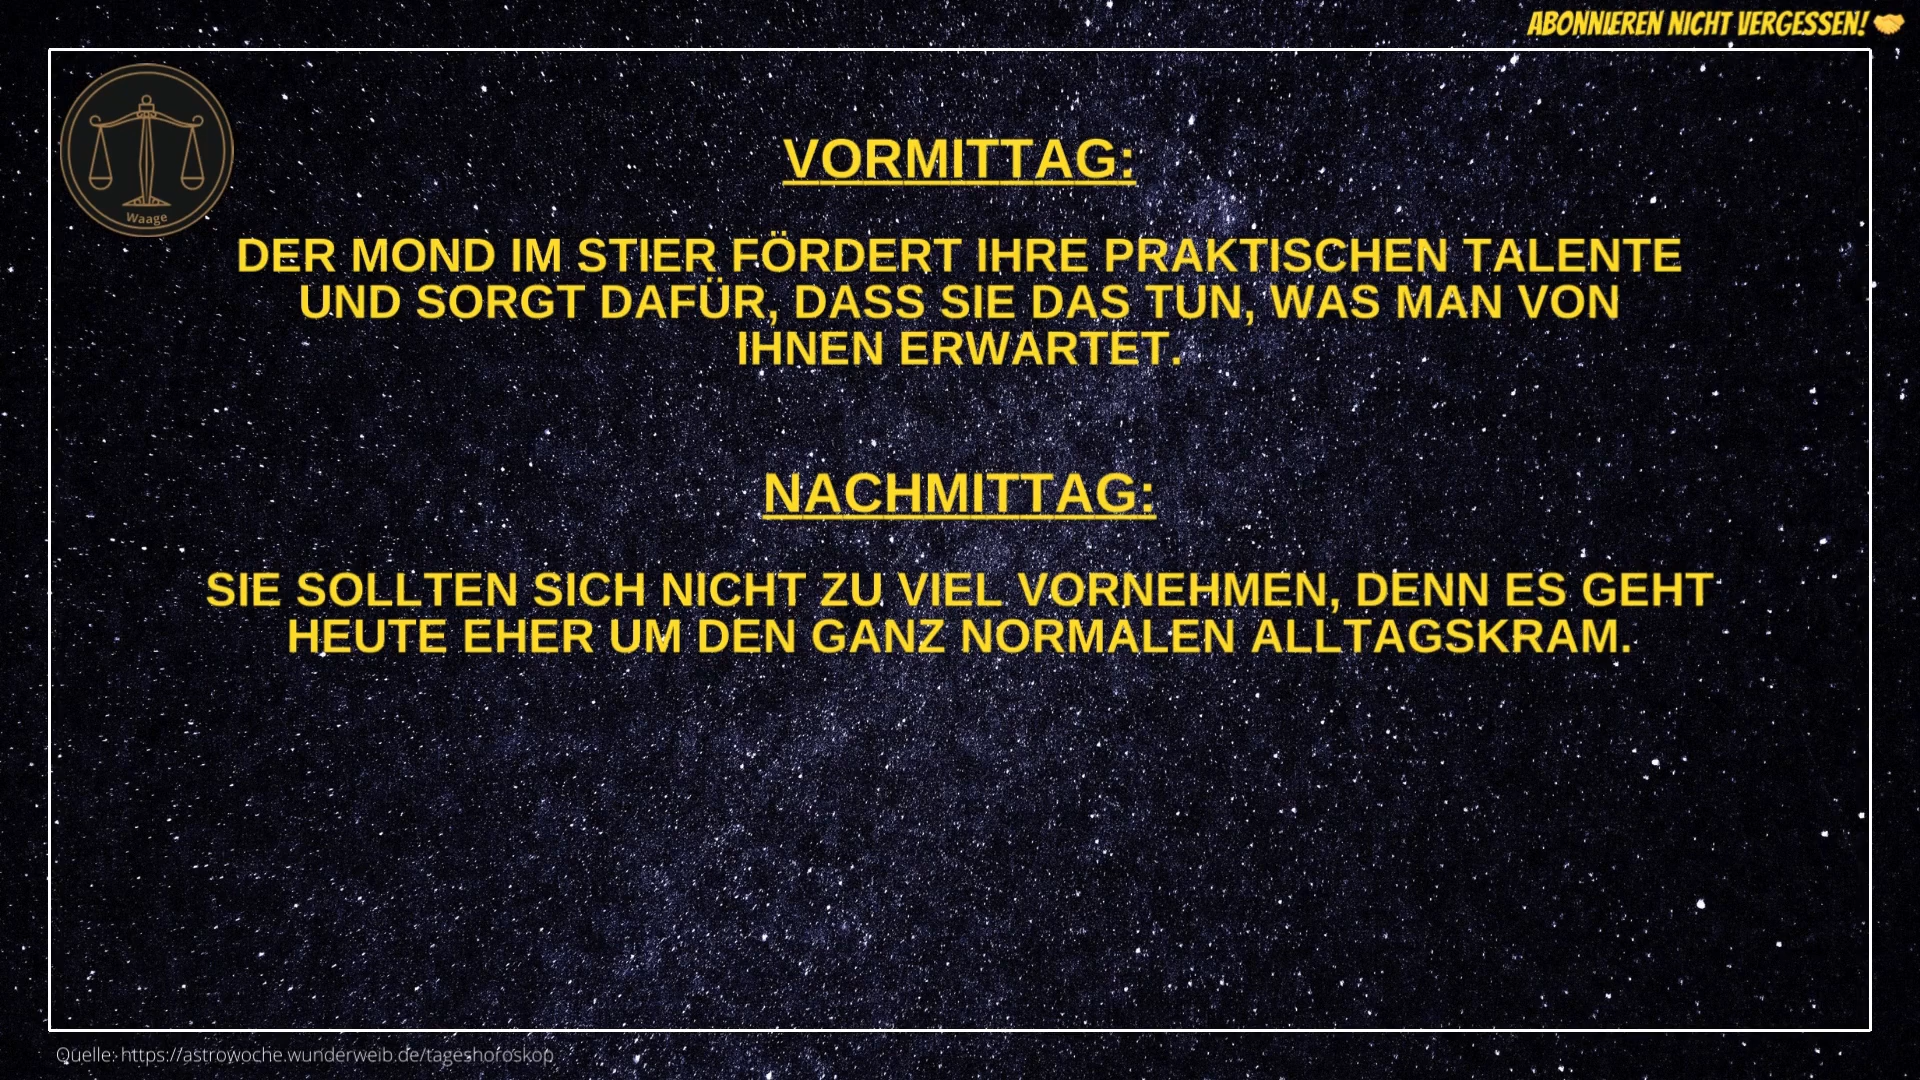 ABONNIEREN NICHT VERGESSEN!
Waage
VORMITTAG:
DER MOND IM STIER FÖRDERT IHRE PRAKTISCHEN TALENTE
UND SORGT DAFÜR, DASS SIE DAS TUN, WAS MAN VON
IHNEN ERWARTET.
NACHMITTAG:
SIE SOLLTEN SICH NICHT ZU VIEL VORNEHMEN, DENN ES GEHT
HEUTE EHER UM DEN GANZ NORMALEN ALLTAGSKRAM.
Quelle: https://astrowoche.wunderweib.de/tageshoroskop